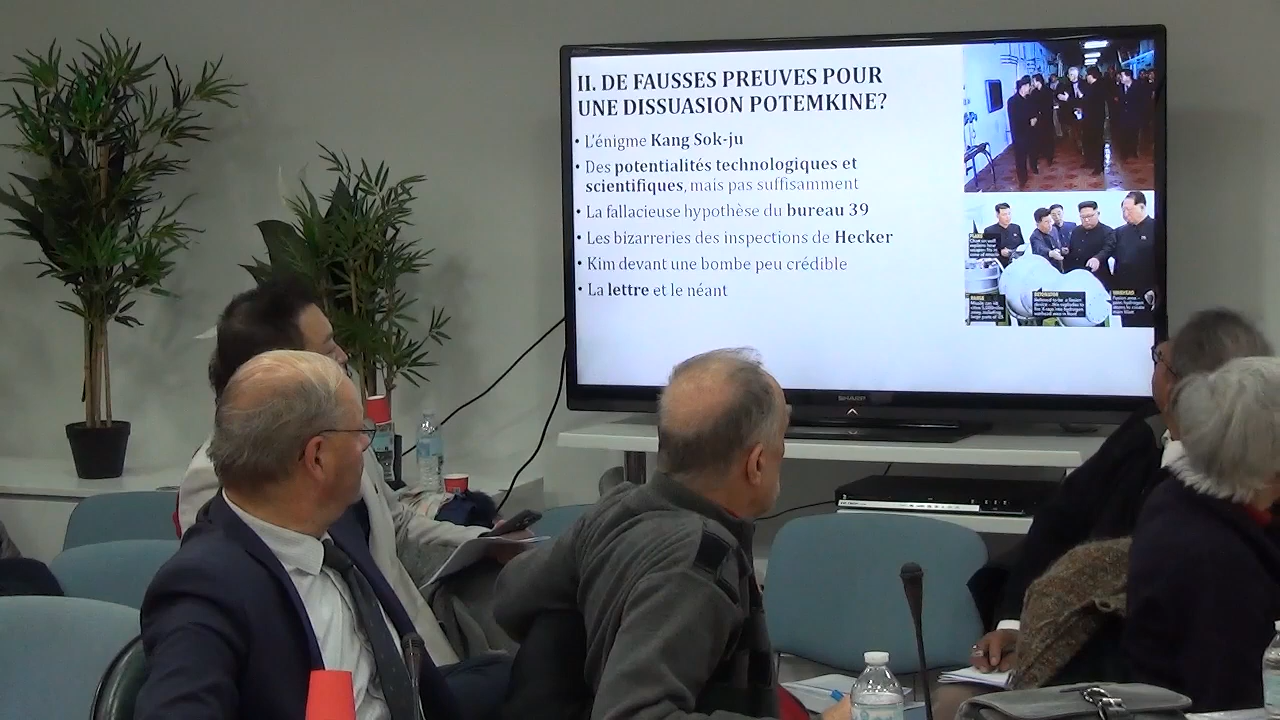 II. DE FAUSSES PREUVES POUR
UNE DISSUASION POTEMKINE?
• L'énigme Kang Sok-ju
• Des potentialités technologiques et
scientifiques, mais pas suffisamment
• La fallacieuse hypothèse du bureau 39
• Les bizarreries des inspections de Hecker
• Kim devant une bombe peu crédible
• La lettre et le néant
DETONATOR
SHARP